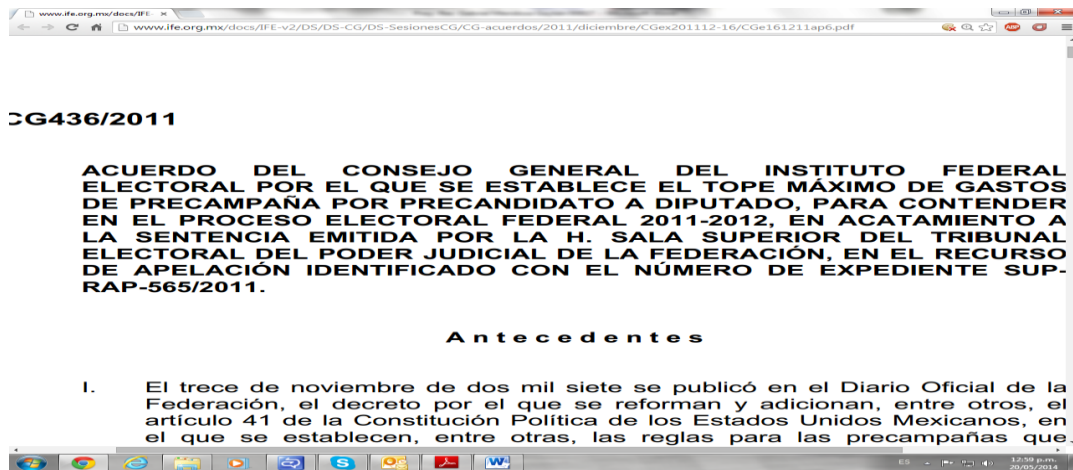 www.ife.org.mx/docs/IFE
www.ife.org.mx/docs/IFE-v2/DS/DS-CG/DS-SesionesCG/CG-acuerdos/2011/diciembre/CGex201112-16/CGe161211ap6.pdf
CG436/2011
ACUERDO DEL CONSEJO GENERAL DEL INSTITUTO FEDERAL
ELECTORAL POR EL QUE SE ESTABLECE EL TOPE MÁXIMO DE GASTOS
DE PRECAMPAÑA POR PRECANDIDATO A DIPUTADO, PARA CONTENDER
EN EL PROCESO ELECTORAL FEDERAL 2011-2012, EN ACATAMIENTO A
LA SENTENCIA EMITIDA POR LA H. SALA SUPERIOR DEL TRIBUNAL
ELECTORAL DEL PODER JUDICIAL DE LA FEDERACIÓN, EN EL RECURSO
DE APELACIÓN IDENTIFICADO CON EL NÚMERO DE EXPEDIENTE SUP-
RAP-565/2011.
A n t e c e d e n t e s
I. El trece de noviembre de dos mil siete se publicó en el Diario Oficial de la
Federación, el decreto por el que se reforman y adicionan, entre otros, el
artículo 41 de la Constitución Política de los Estados Unidos Mexicanos, en
el que se establecen, entre otras, las reglas para las precampañas que
ES
12:59 p.m.
20/05/2014